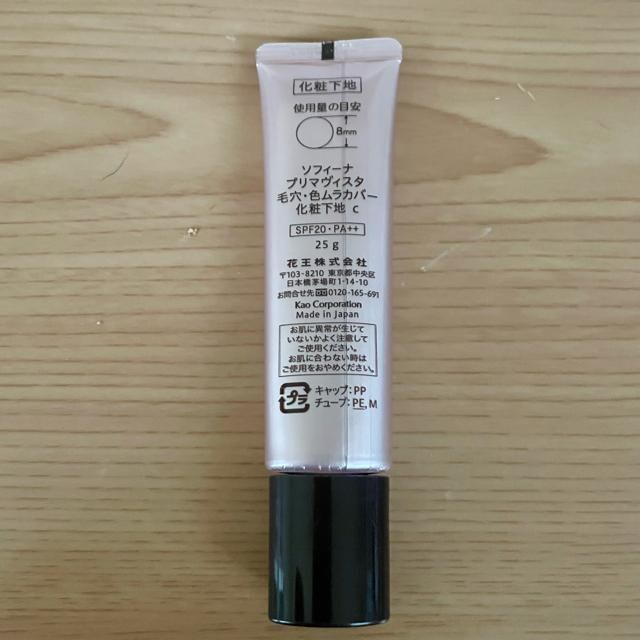 化粧下地
使用量の目安
8mm
ソフィーナ
プリマヴィスタ
毛穴・色ムラカバー
化粧下地 c
SPF20・PA++
25g
花王株式会社
〒103-8210 東京都中央区
日本橋茅場町1-14-10
お問合せ先 0120-165-691
Kao Corporation
Made in Japan
お肌に異常が生じて
いないかよく注意して
ご使用ください。
お肌に合わない時は
ご使用をおやめください。
プラ
キャップ:PP
チューブ:PE, M